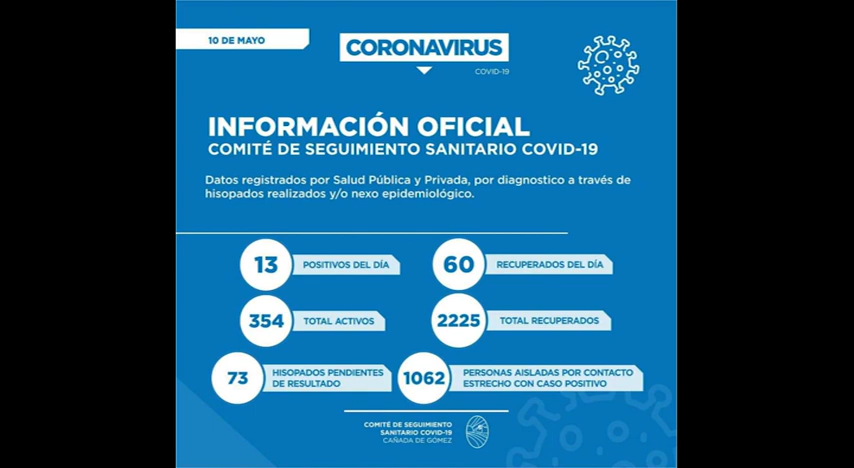 10 DE MAYO
CORONAVIRUS
COVID-19
INFORMACIÓN OFICIAL
COMITÉ DE SEGUIMIENTO SANITARIO COVID-19
Datos registrados por Salud Pública y Privada, por diagnostico a través de
hisopados realizados y/o nexo epidemiológico.
13 POSITIVOS DEL DÍA
60 RECUPERADOS DEL DÍA
354 TOTAL ACTIVOS
2225 TOTAL RECUPERADOS
73 HISOPADOS PENDIENTES
DE RESULTADO
1062 PERSONAS AISLADAS POR CONTACTO
ESTRECHO CON CASO POSITIVO
COMITÉ DE SEGUIMIENTO
SANITARIO COVID-19
CAÑADA DE GÓMEZ